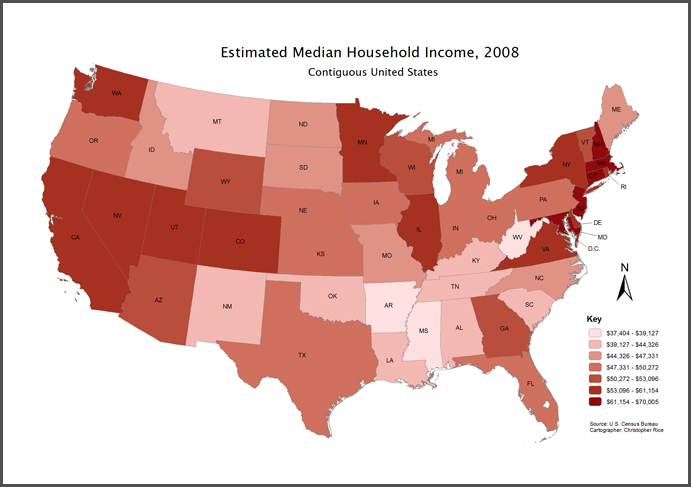 Estimated Median Household Income, 2008
Contiguous United States
WA
MT
ND
MN
ME
OR
ID
SD
WI
MI
MI
VT
NH
NY
MA
CT
RI
WY
NE
IA
PA
NJ
NV
UT
CO
IL
IN
OH
CA
KS
MO
WV
VA
DE
MD
D.C.
KY
NC
AZ
NM
OK
AR
TN
SC
MS
AL
GA
TX
LA
FL
N
Key
$37,404 - $39,127
$39,127 - $44,326
$44,326 - $47,331
$47,331 - $50,272
$50,272 - $53,096
$53,096 - $61,154
$61,154 - $70,005
Source: U.S. Census Bureau
Cartographer: Christopher Rice